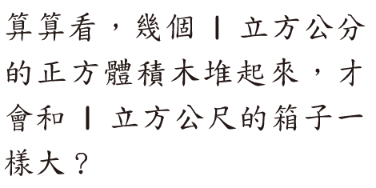 算算看，幾個 1 立方公分
的正方體積木堆起來，才
會和 1 立方公尺的箱子一
樣大？